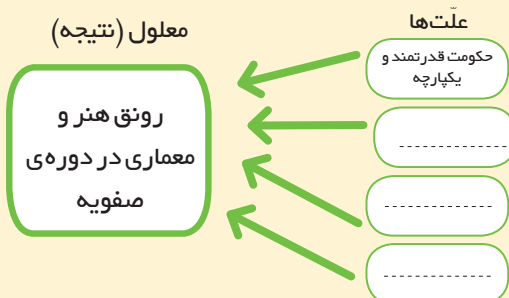 علّت‌ها
معلول (نتیجه)
حکومت قدرتمند و
یکپارچه
رونق هنر و
معماری در دوره‌ی
صفویه
--------------
--------------
--------------